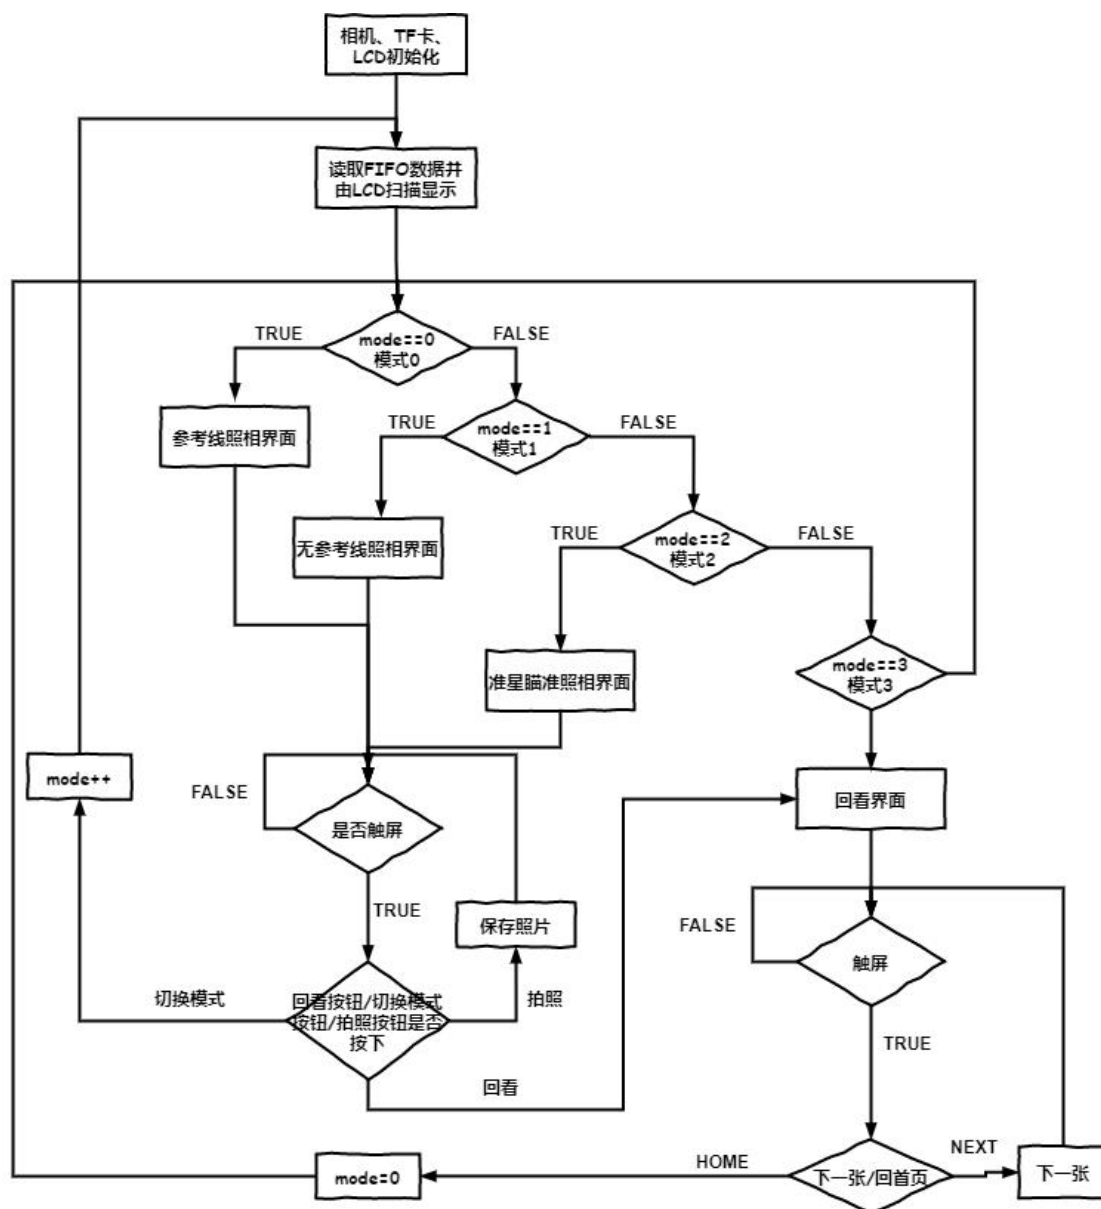 相机、TF卡、
LCD初始化
读取FIFO数据并
由LCD扫描显示
TRUE
mode==0
模式0
FALSE
参考线照相界面
TRUE
mode==1
模式1
FALSE
无参考线照相界面
TRUE
mode==2
模式2
FALSE
准星瞄准照相界面
mode==3
模式3
mode++
FALSE
是否触屏
回看界面
TRUE
保存照片
FALSE
触屏
切换模式
回看按钮/切换模式
按钮/拍照按钮是否
按下
拍照
TRUE
回看
mode=0
HOME
下一张/回首页
NEXT
下一张